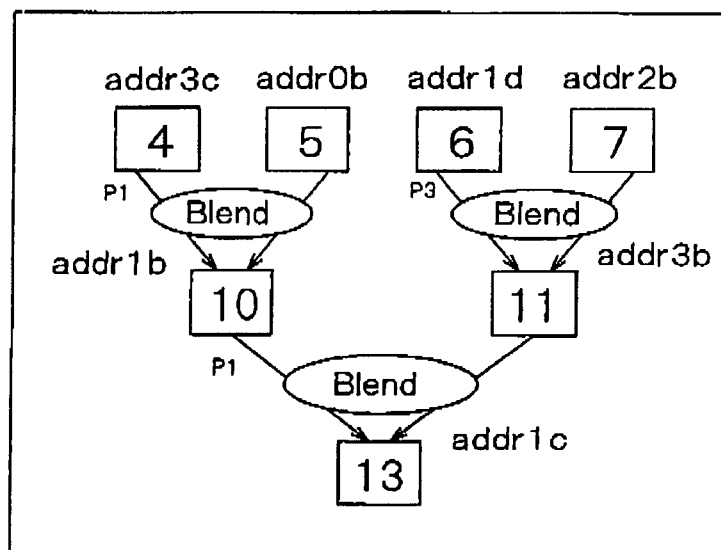 addr3c addr0b addr1d addr2b
4 5 6 7
P1 P3
Blend Blend
addr1b addr3b
10 11
P1
Blend
addr1c
13